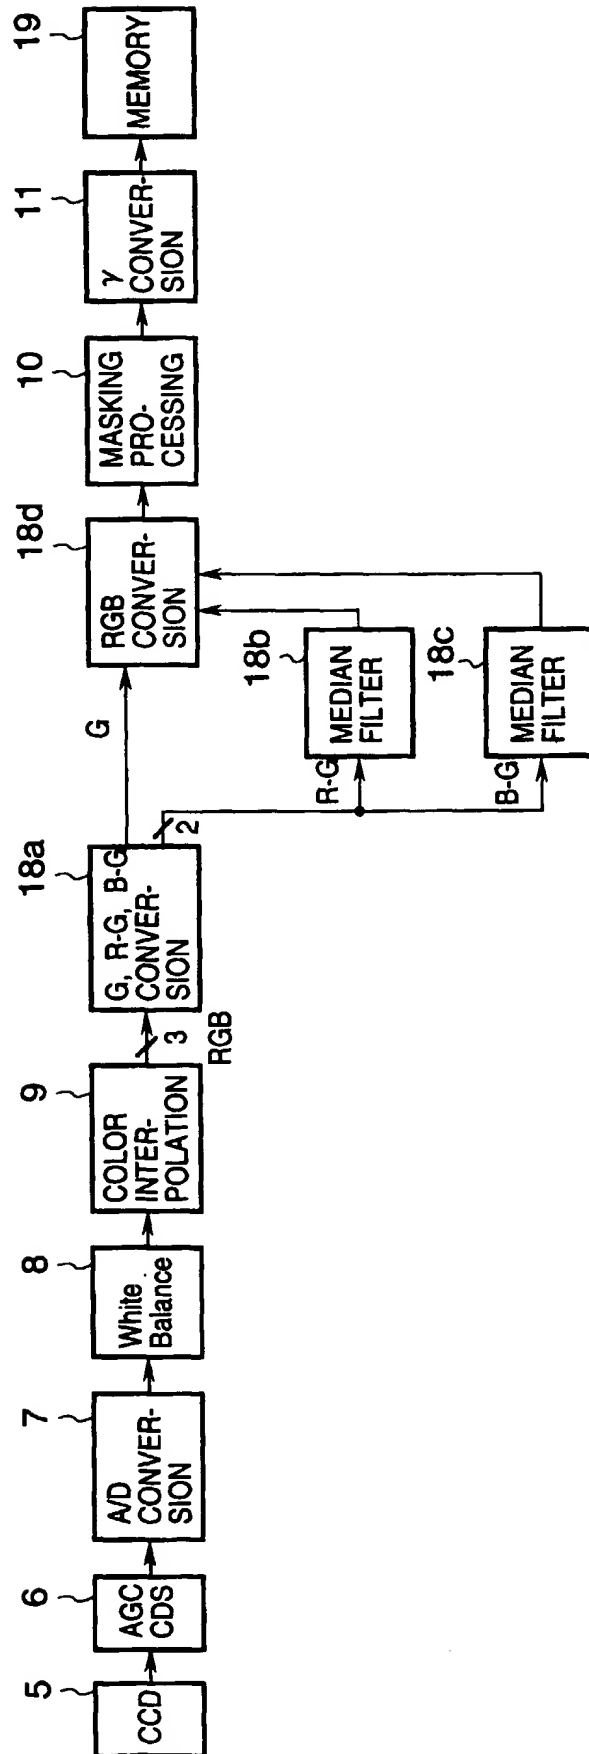 5
CCD
6
AGC
CDS
7
A/D
CONVER-
SION
8
White
Balance
9
COLOR
INTER-
POLATION
3
RGB
18a
G, R-G, B-G
CONVER-
SION
G
2
R-G
B-G
18b
MEDIAN
FILTER
18c
MEDIAN
FILTER
18d
RGB
CONVER-
SION
10
MASKING
PRO-
CESSING
11
γ
CONVER-
SION
19
MEMORY